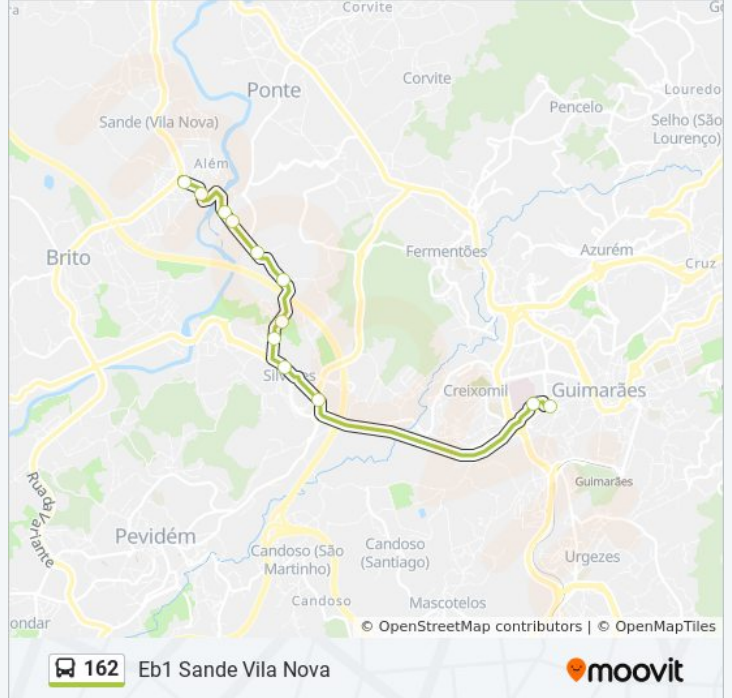 Corvite
Ponte
Corvite
Louredo
Pencelo
Sande (Vila Nova)
Selho (São
Lourenço)
Além
Fermentões
Azurém
Brito
Cruz
Creixomil
Guimarães
Rua da Variante
Guimarães
Pevidém
Candoso (São
Martinho)
Candoso
(Santiago)
Urgezes
Candoso
Mascotelos
ondar
© OpenStreetMap contributors | © OpenMapTiles
162 Eb1 Sande Vila Nova
moovit